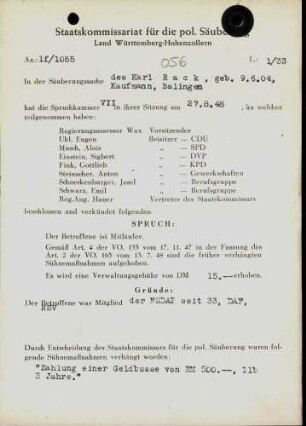 Staatskommissariat für die pol. Säuberung
Land Württemberg-Hohenzollern
Az.: 1f/1055
056
L: 1/33
In der Säuberungssache des Karl Rack, geb. 9.6.04,
Kaufmann, Balingen
hat die Spruchkammer VII in ihrer Sitzung am 27.8.48 , an welcher
teilgenommen haben:
Regierungsassessor Wax Vorsitzender
Uhl, Eugen Beisitzer — CDU
Munsh, Alois „ — SPD
Einstein, Sigbert „ — DVP
Fink, Gottlieb „ — KPD
Steinacher, Anton „ — Gewerkschaften
Schnekenburger, Josef „ — Berufsgruppe
Schwarz, Emil „ — Berufsgruppe
Reg.Ang. Hauer Vertreter des Staatskommissars
beschlossen und verkündet folgenden
SPRUCH:
Der Betroffene ist Mitläufer.
Gemäß Art. 4 der VO. 133 vom 17. 11. 47 in der Fassung des
Art. 2 der VO. 165 vom 13. 7. 48 sind die früher verhängten
Sühnemaßnahmen aufgehoben.
Es wird eine Verwaltungsgebühr von DM 15.— erhoben.
Gründe:
Der Betroffene war Mitglied der NSDAP seit 33, DAF,
NSV
Durch Entscheidung des Staatskommissars für die pol. Säuberung waren folgende
Sühnemaßnahmen verhängt worden:
"Zahlung einer Geldbusse von RM 500.--, 11b
3 Jahre."